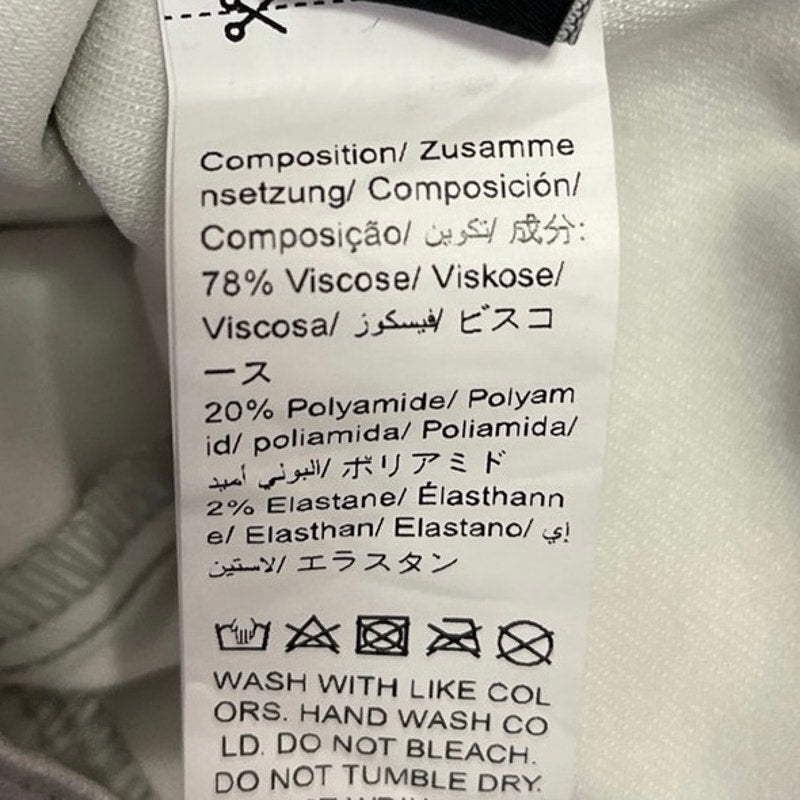 Composition/ Zusamme
nsetzung/ Composición/
Composição/ تكوين/ 成分:
78% Viscose/ Viskose/
Viscosa/ فيسكوز/ ビスコ
ース
20% Polyamide/ Polyam
id/ poliamida/ Poliamida/
البولي أميد/ ポリアミド
2% Elastane/ Élasthann
e/ Elasthan/ Elastano/ إي
لاستين/ エラスタン
WASH WITH LIKE COL
ORS. HAND WASH CO
LD. DO NOT BLEACH.
DO NOT TUMBLE DRY.